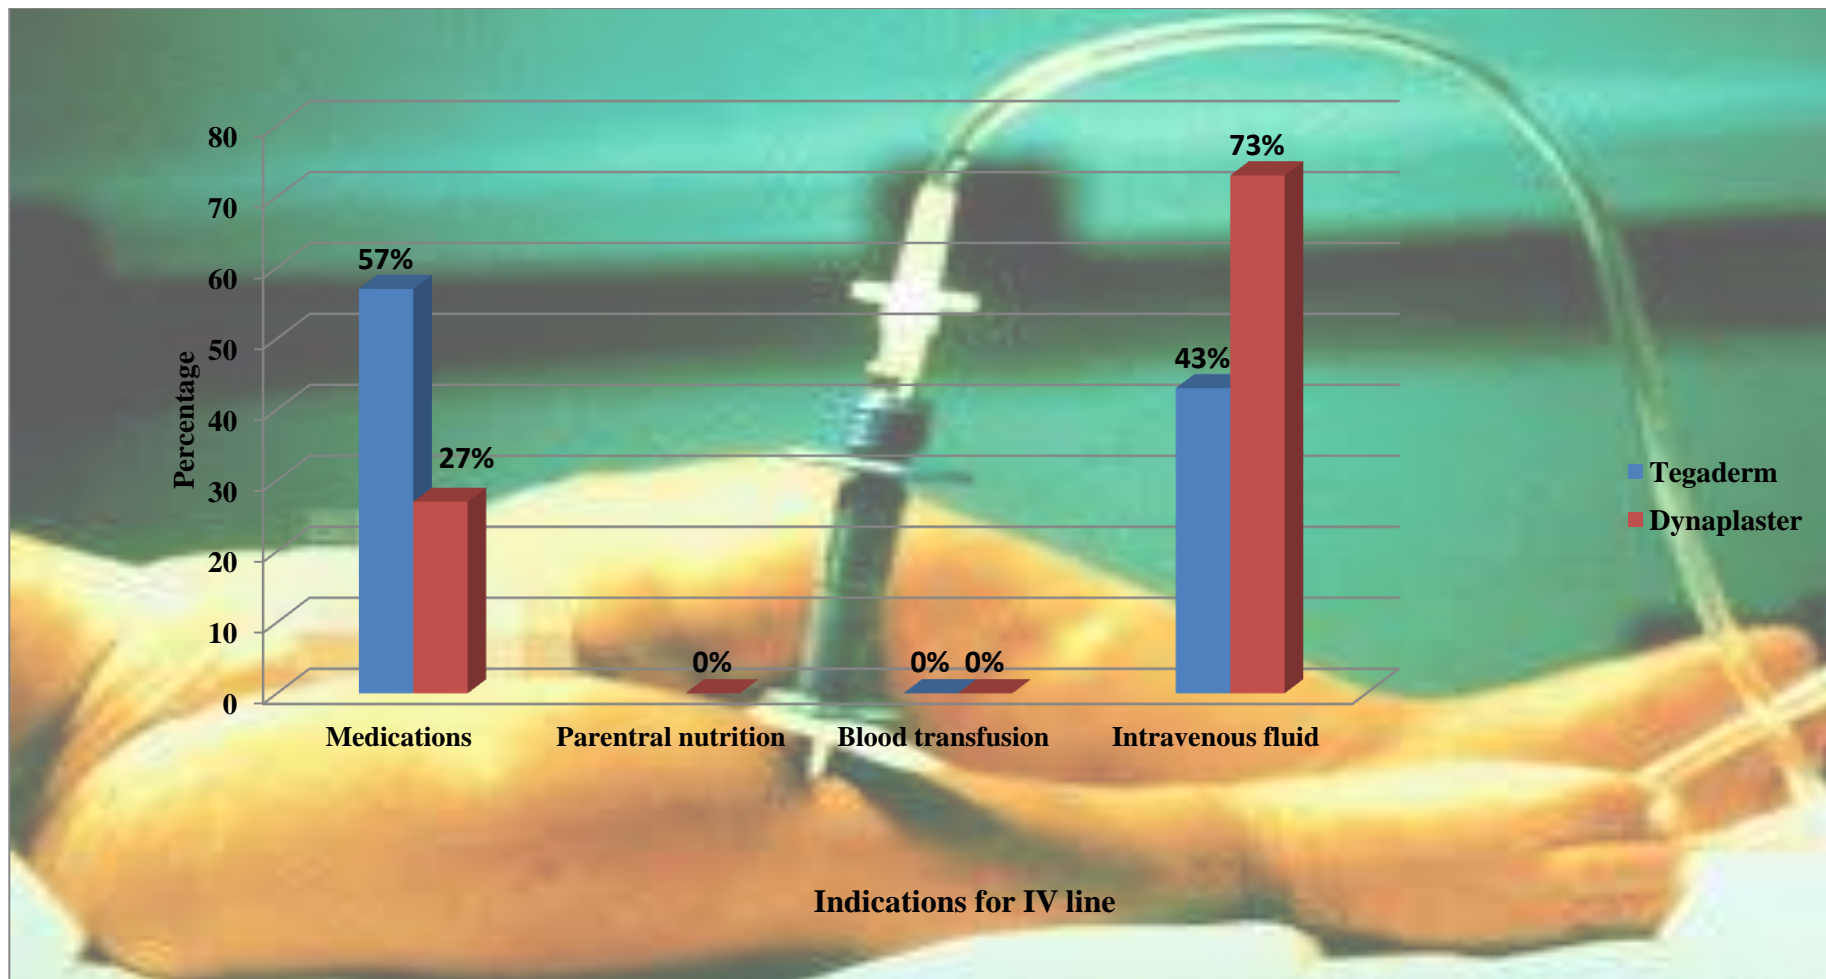 80
70
60
50
40
30
20
10
0
Percentage
57%
27%
0%
0% 0%
43%
73%
Medications
Parentral nutrition
Blood transfusion
Intravenous fluid
Indications for IV line
Tegaderm
Dynaplaster